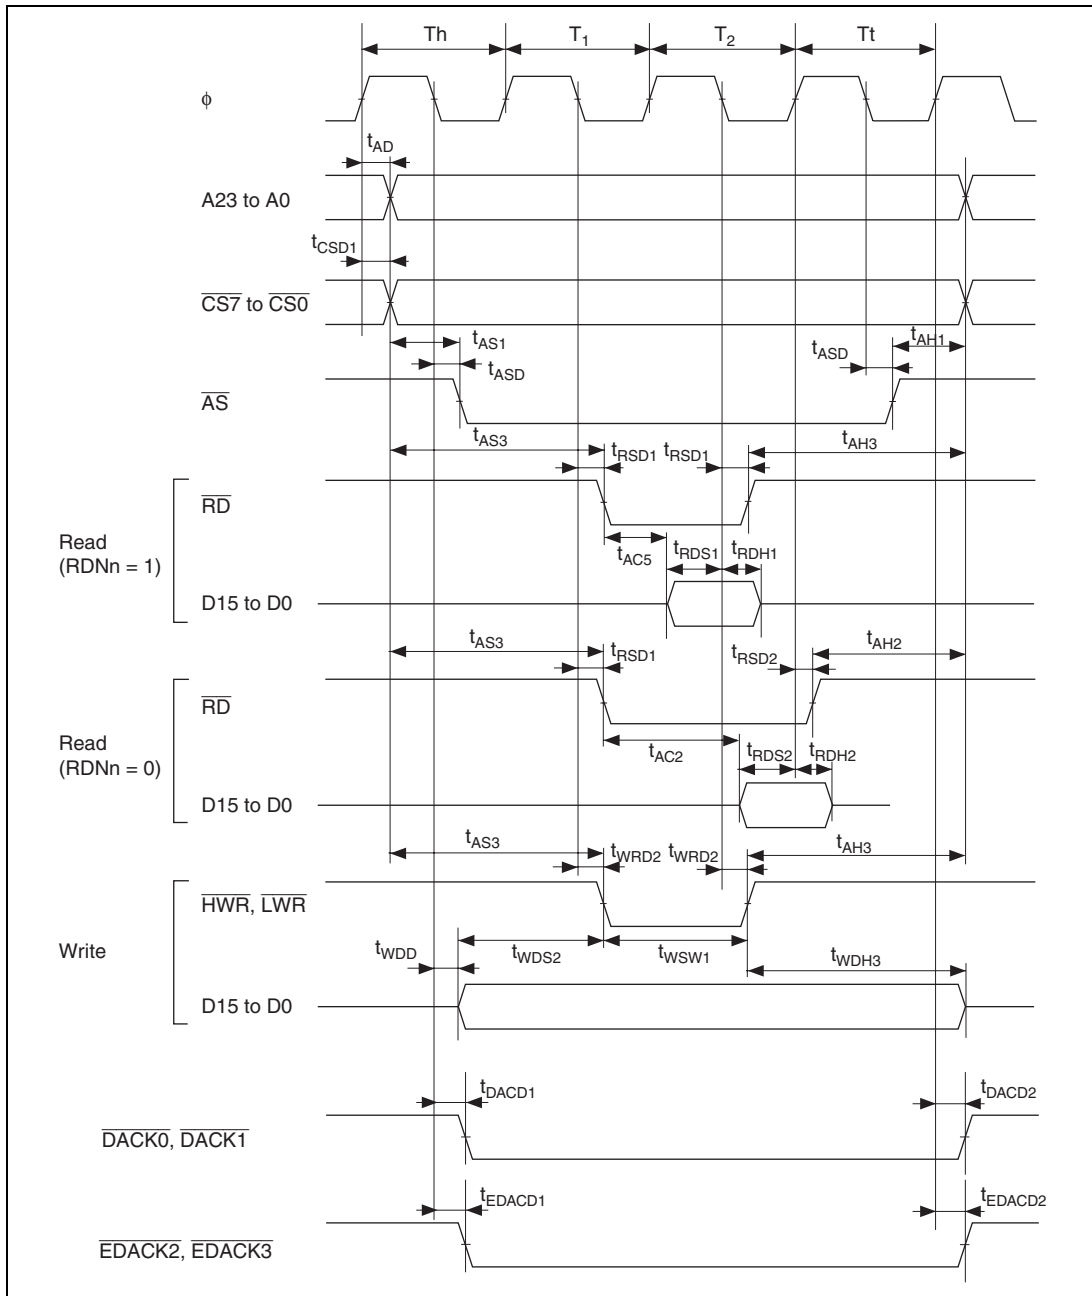 Th T1 T2 Tt
ϕ
tAD
A23 to A0
tCSD1
CS7 to CS0
tAS1 tAH1
tASD tASD
AS
tAS3 tRSD1 tRSD1 tAH3
RD
Read
(RDNn = 1)
tAC5 tRDS1 tRDH1
D15 to D0
tAS3 tRSD1 tRSD2 tAH2
RD
Read
(RDNn = 0)
tAC2 tRDS2 tRDH2
D15 to D0
tAS3 tWRD2 tWRD2 tAH3
HWR, LWR
Write
tWDD tWDS2 tWSW1 tWDH3
D15 to D0
tDACD1 tDACD2
DACK0, DACK1
tEDACD1 tEDACD2
EDACK2, EDACK3